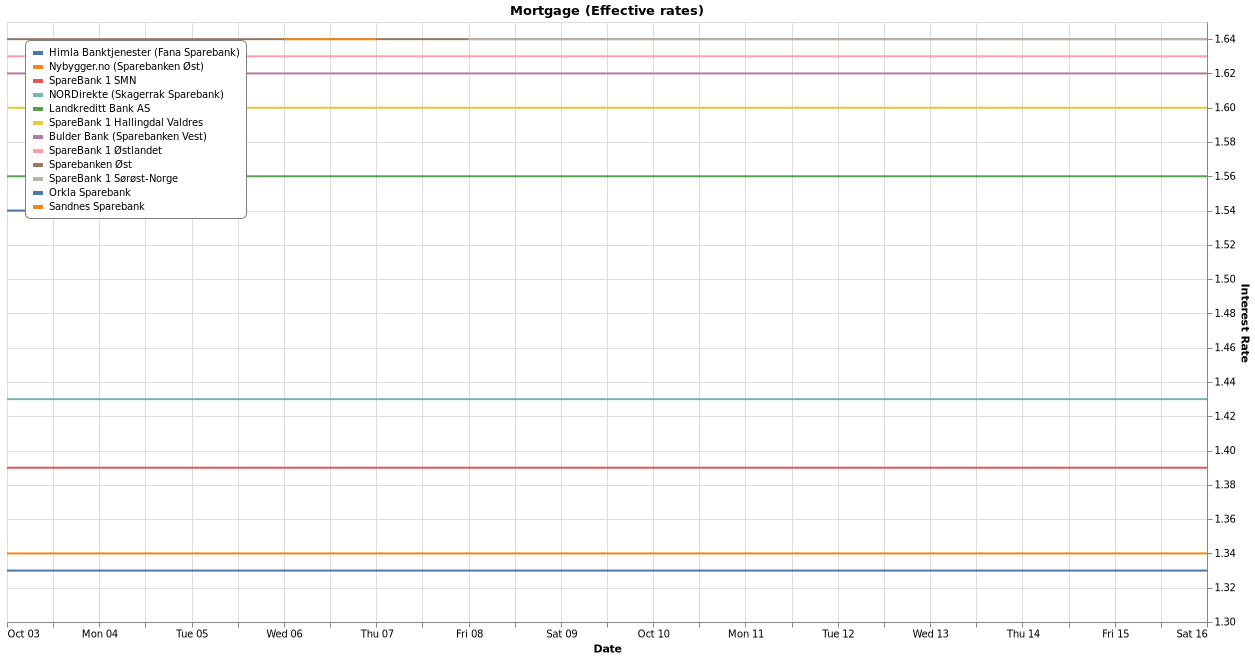 Mortgage (Effective rates)
Himla Banktjenester (Fana Sparebank)
Nybygger.no (Sparebanken Øst)
SpareBank 1 SMN
NORDirekte (Skagerrak Sparebank)
Landkreditt Bank AS
SpareBank 1 Hallingdal Valdres
Bulder Bank (Sparebanken Vest)
SpareBank 1 Østlandet
Sparebanken Øst
SpareBank 1 Sørøst-Norge
Orkla Sparebank
Sandnes Sparebank
1.64
1.62
1.60
1.58
1.56
1.54
1.52
1.50
1.48
1.46
1.44
1.42
1.40
1.38
1.36
1.34
1.32
1.30
Interest Rate
Oct 03 Mon 04 Tue 05 Wed 06 Thu 07 Fri 08 Sat 09 Oct 10 Mon 11 Tue 12 Wed 13 Thu 14 Fri 15 Sat 16
Date